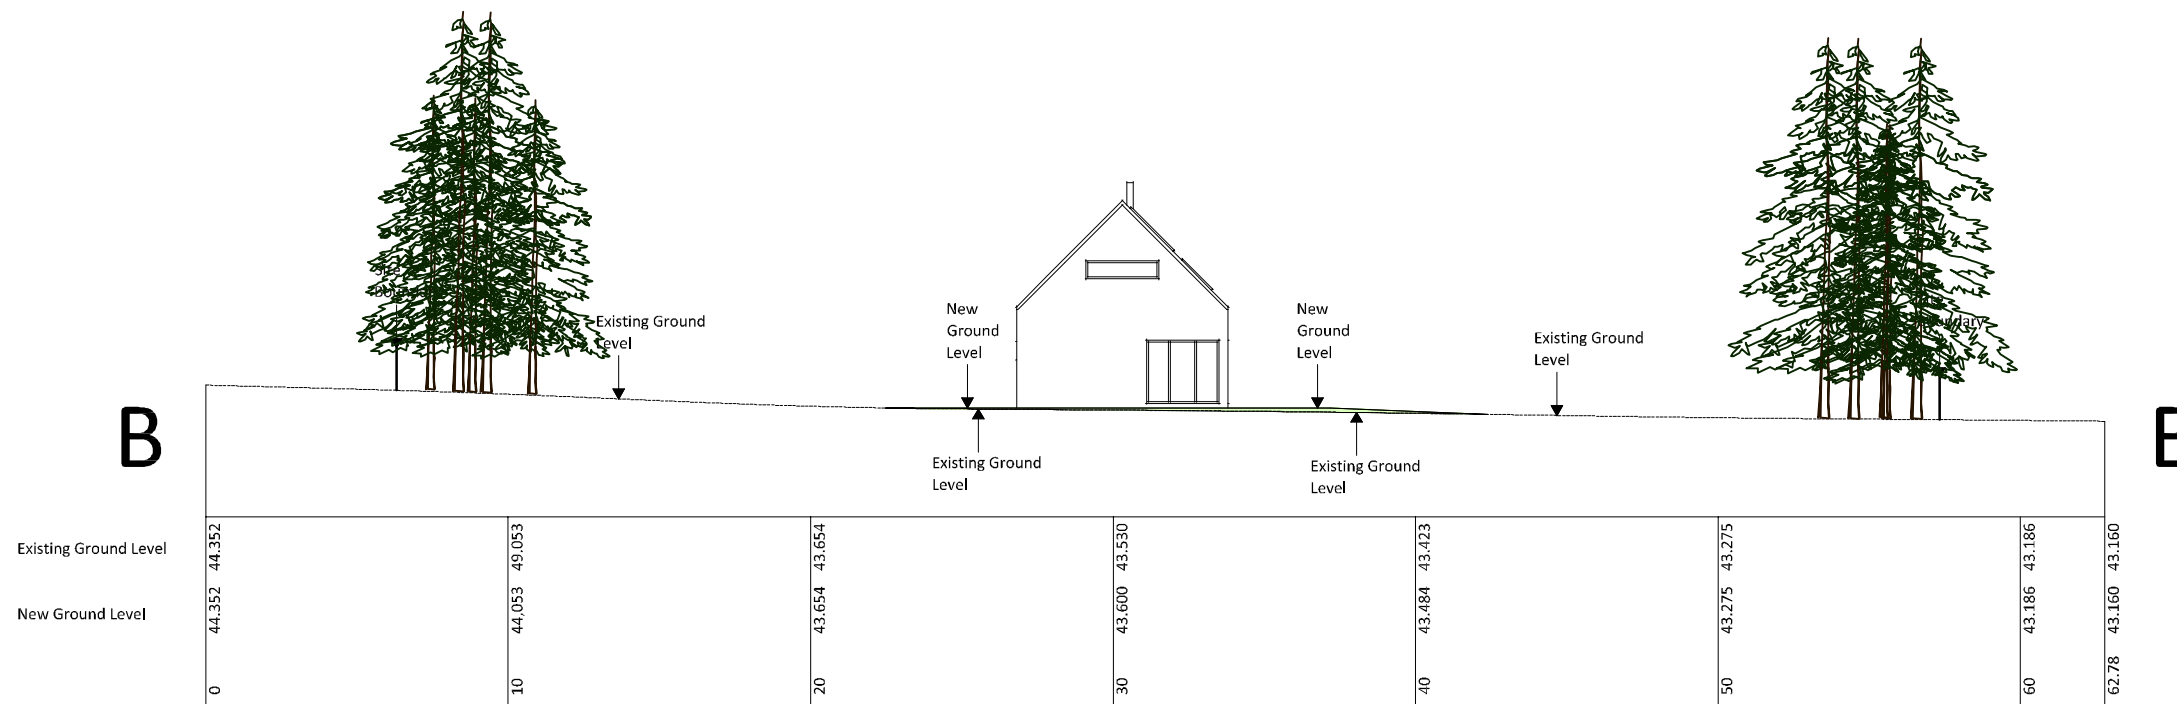 Existing Ground
Level
New
Ground
Level
New
Ground
Level
Existing Ground
Level
B
Existing Ground
Level
Existing Ground
Level
Existing Ground Level
44.352
49.053
43.654
43.530
43.423
43.275
43.186
43.160
New Ground Level
44.352
44,053
43.654
43.600
43.484
43.275
43.186
43.160
0
10
20
30
40
50
60
62.78